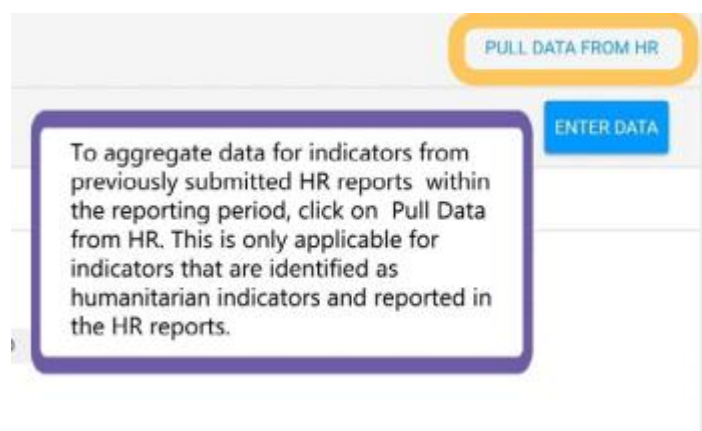 PULL DATA FROM HR
ENTER DATA
To aggregate data for indicators from
previously submitted HR reports within
the reporting period, click on Pull Data
from HR. This is only applicable for
indicators that are identified as
humanitarian indicators and reported in
the HR reports.